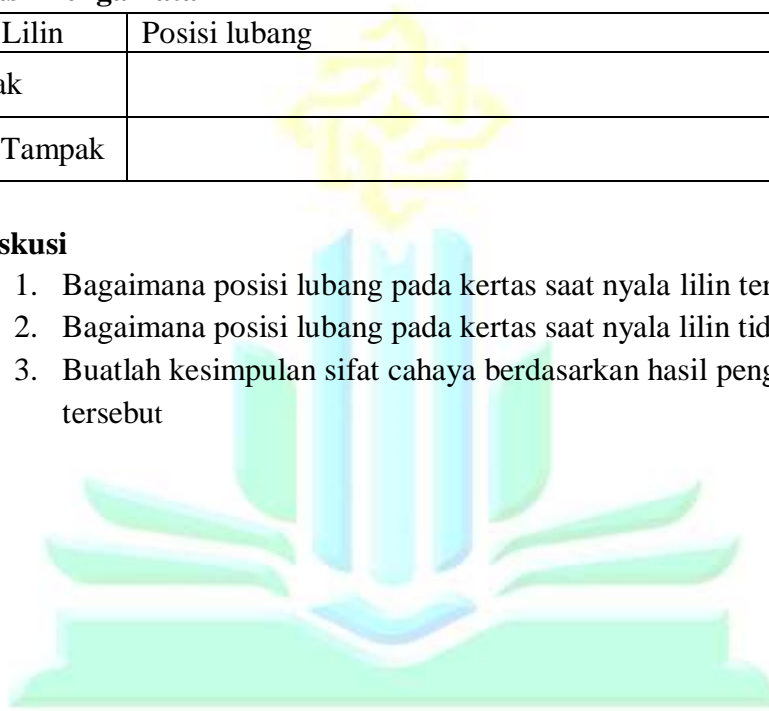 Lilin Posisi lubang
ak
Tampak
skusi
1. Bagaimana posisi lubang pada kertas saat nyala lilin ter
2. Bagaimana posisi lubang pada kertas saat nyala lilin tid
3. Buatlah kesimpulan sifat cahaya berdasarkan hasil peng
tersebut